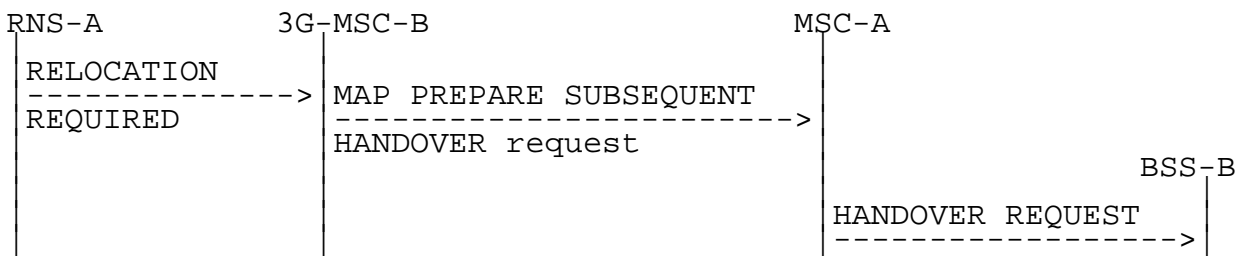 RNS-A 3G-MSC-B MSC-A
RELOCATION
REQUIRED
MAP PREPARE SUBSEQUENT
HANDOVER request
BSS-B
HANDOVER REQUEST